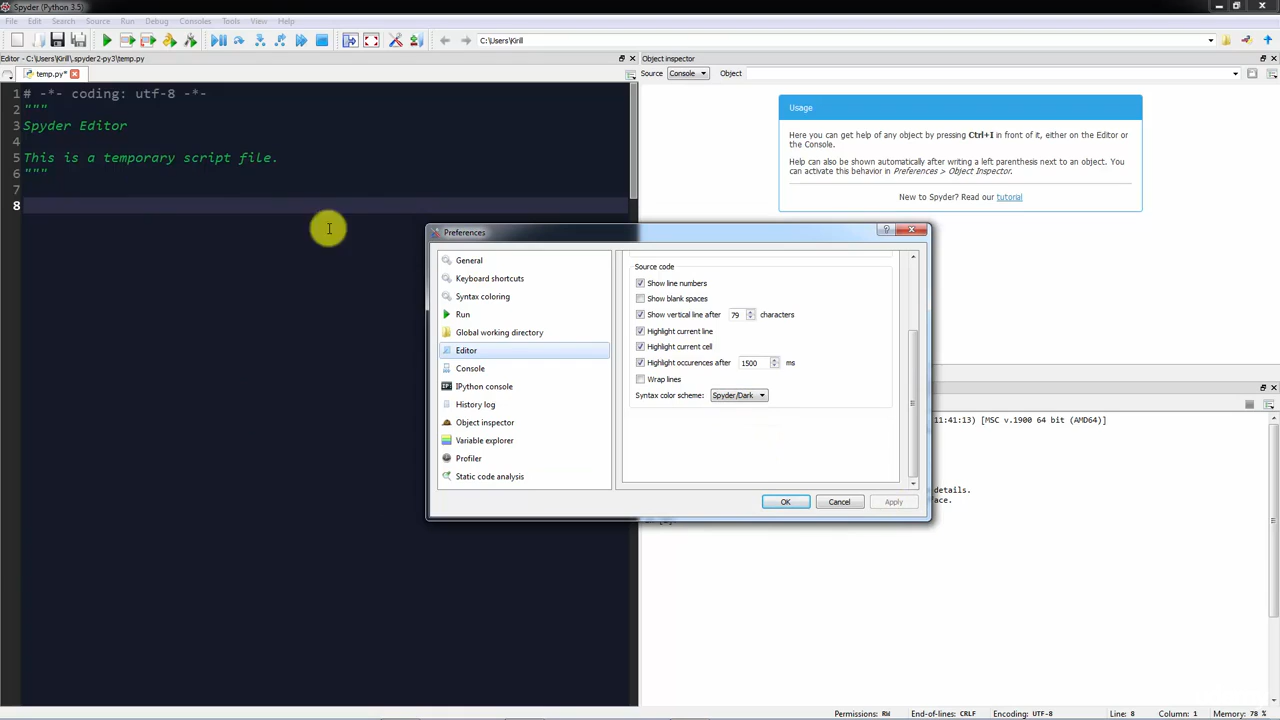 Spyder (Python 3.5)
File Edit Search Source Run Debug Consoles Tools View Help
C:\Users\Kirill
Editor - C:\Users\Kirill\.spyder2-py3\temp.py
temp.py*
1 # -*- coding: utf-8 -*-
2 """
3 Spyder Editor
4
5 This is a temporary script file.
6 """
7
8
Object inspector
Source Console Object
Usage
Here you can get help of any object by pressing Ctrl+I in front of it, either on the Editor or
the Console.
Help can also be shown automatically after writing a left parenthesis next to an object. You
can activate this behavior in Preferences > Object Inspector.
New to Spyder? Read our tutorial
Preferences
General
Keyboard shortcuts
Syntax coloring
Run
Global working directory
Editor
Console
IPython console
History log
Object inspector
Variable explorer
Profiler
Static code analysis
Source code
Show line numbers
Show blank spaces
Show vertical line after 79 characters
Highlight current line
Highlight current cell
Highlight occurences after 1500 ms
Wrap lines
Syntax color scheme: Spyder/Dark
OK Cancel Apply
11:41:13) [MSC v.1900 64 bit (AMD64)]
details.
Permissions: RW End-of-lines: CRLF Encoding: UTF-8 Line: 8 Column: 1 Memory: 78 %